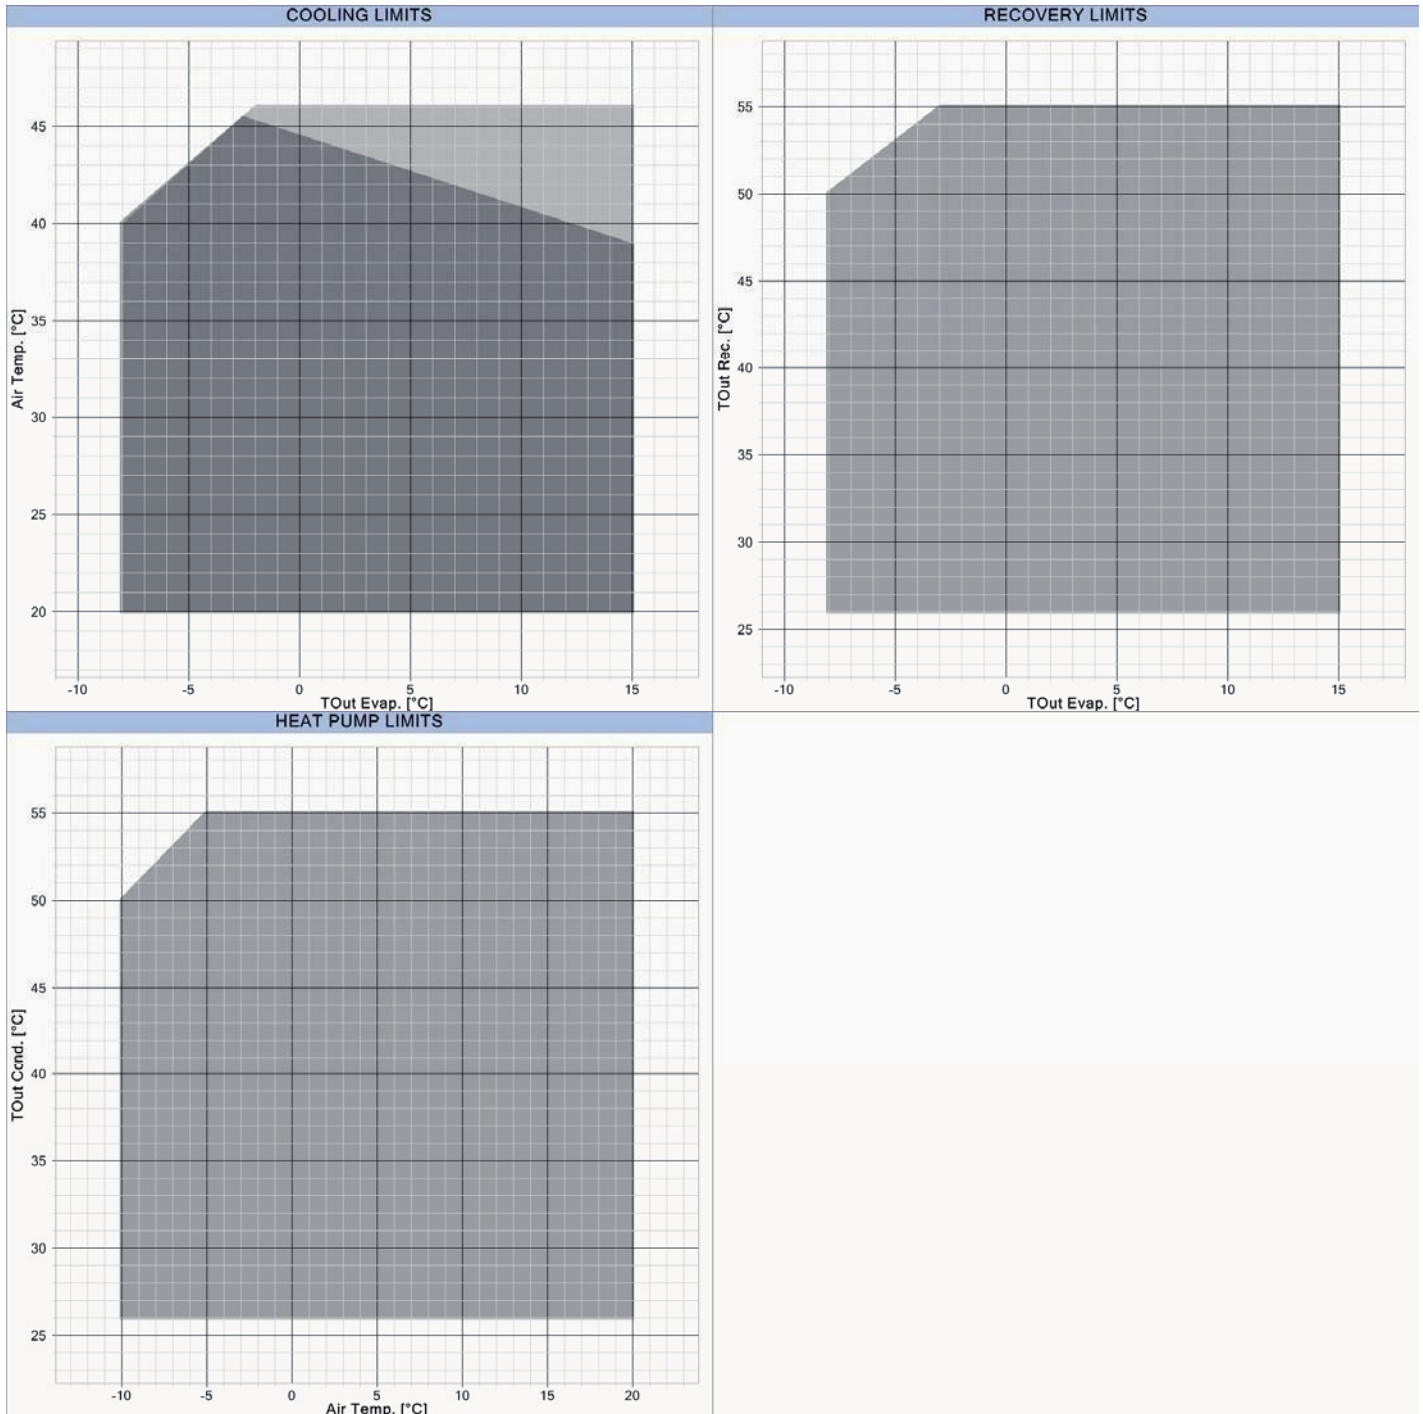 COOLING LIMITS
45
40
35
30
25
20
Air Temp. [°C]
-10 -5 0 5 10 15
TOut Evap. [°C]
RECOVERY LIMITS
55
50
45
40
35
30
25
TOut Rec. [°C]
-10 -5 0 5 10 15
TOut Evap. [°C]
HEAT PUMP LIMITS
55
50
45
40
35
30
25
TOut Cond. [°C]
-10 -5 0 5 10 15 20
Air Temp. [°C]